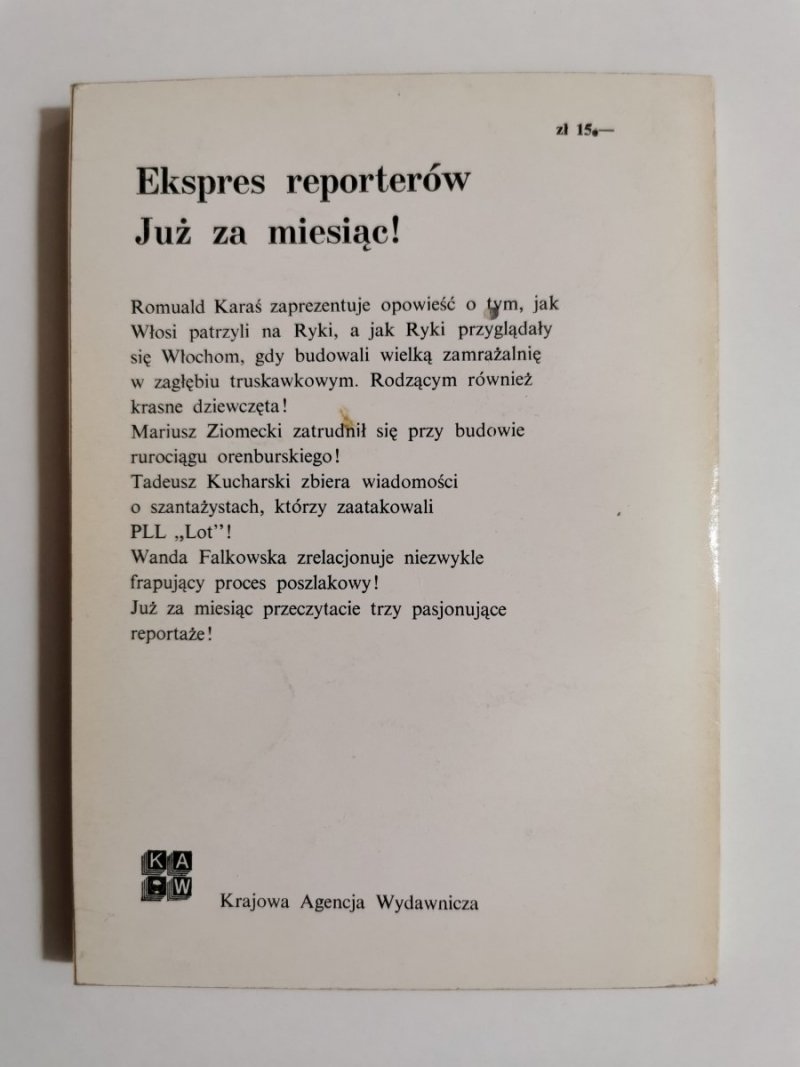 zł 15.—
Ekspres reporterów
Już za miesiąc!
Romuald Karaś zaprezentuje opowieść o tym, jak
Włosi patrzyli na Ryki, a jak Ryki przyglądały
się Włochom, gdy budowali wielką zamrażalnię
w zagłębiu truskawkowym. Rodzącym również
krasne dziewczęta!
Mariusz Ziomecki zatrudnił się przy budowie
rurociągu orenburskiego!
Tadeusz Kucharski zbiera wiadomości
o szantażystach, którzy zaatakowali
PLL „Lot”!
Wanda Falkowska zrelacjonuje niezwykle
frapujący proces poszlakowy!
Już za miesiąc przeczytacie trzy pasjonujące
reportaże!
K A
W
Krajowa Agencja Wydawnicza